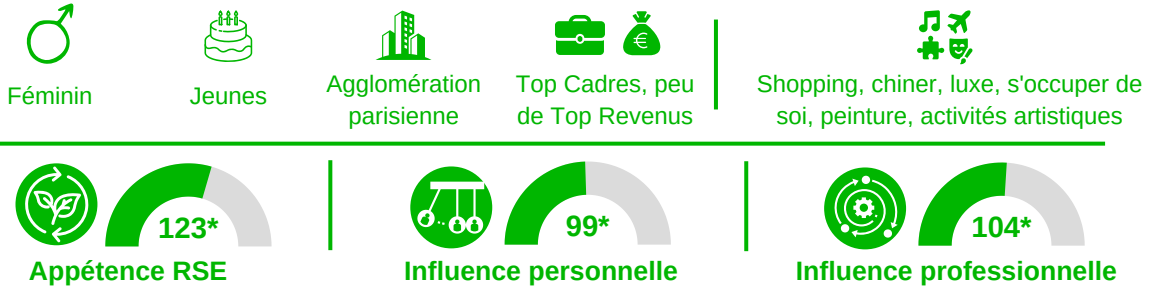 Féminin
Jeunes
Agglomération
parisienne
Top Cadres, peu
de Top Revenus
Shopping, chiner, luxe, s'occuper de
soi, peinture, activités artistiques
123*
Appétence RSE
99*
Influence personnelle
104*
Influence professionnelle